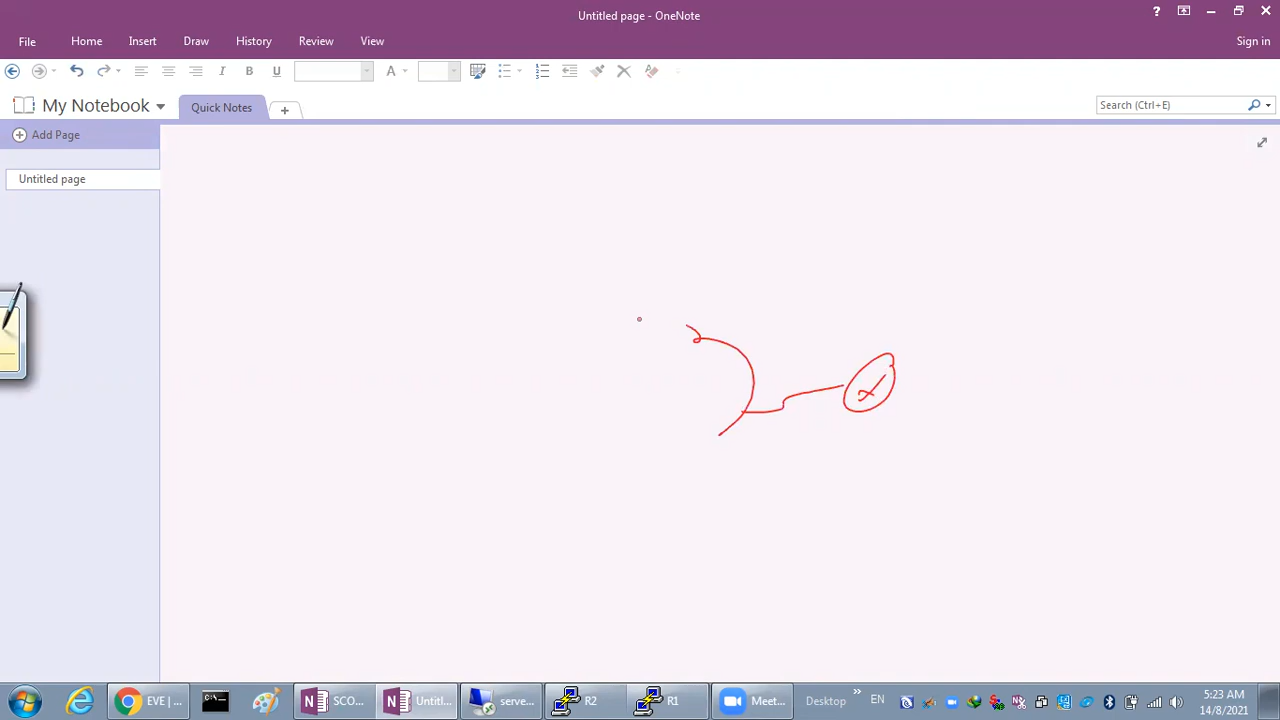 Untitled page - OneNote
?
File Home Insert Draw History Review View Sign in
I B U A
My Notebook Quick Notes Search (Ctrl+E)
Add Page
Untitled page
x
EVE | ... SCO... Untitl... serve... R2 R1 Meet... Desktop » EN 5:23 AM
14/8/2021